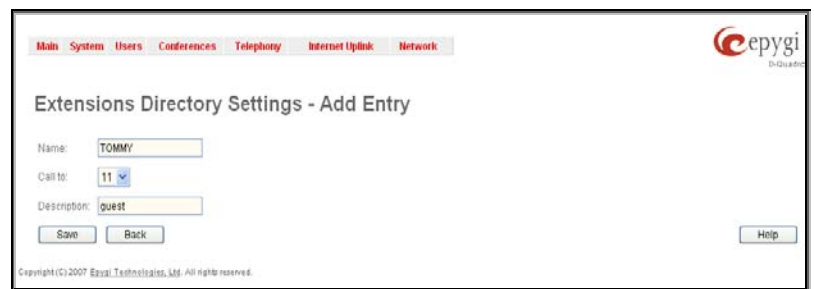 epygi
D-Quadro
Main System Users Conferences Telephony Internet Uplink Network
Extensions Directory Settings - Add Entry
Name: TOMMY
Call to: 11
Description: guest
Save Back Help
Copyright (C) 2007 Epygi Technologies, Ltd. All rights reserved.